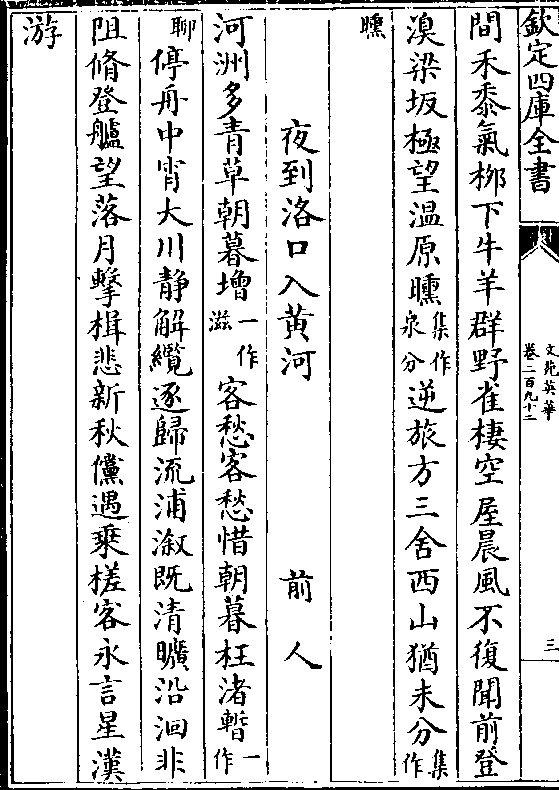 欽定四庫全書
文苑英華
卷二百九十二
三
間禾黍氣栁下牛羊群野雀棲空屋晨風不復聞前登
溴梁坂極望温原曛集作泉分逆旅方三舍西山猶未分集作
曛
夜到洛口入黄河 前人
河洲多青草朝暮增一作滋客愁客愁惜朝暮枉渚暫一作
聊停舟中宵大川静解纜逐歸流浦溆既清曠沿洄非
阻脩登艫望落月擊楫悲新秋儻遇乗槎客永言星漢
游